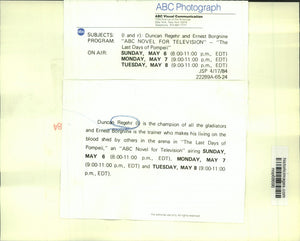 ABC Photograph
ABC Visual Communication
SUBJECTS: (l and r): Duncan Regehr and Ernest Borgnine
PROGRAM: "ABC NOVEL FOR TELEVISION" - "The
Last Days of Pompeii"
ON AIR: SUNDAY, MAY 6 (8:00-11:00 p.m., EDT)
MONDAY, MAY 7 (9:00-11:00 p.m., EDT)
TUESDAY, MAY 8 (9:00-11:00 p.m., EDT)
JSP 4/17/84
22299A-65-24
Duncan Regehr (l) is the champion of all the gladiators
and Ernest Borgnine is the trainer who makes his living on the
blood shed by others in the arena in "The Last Days of
Pompeii," an "ABC Novel for Television" airing SUNDAY,
MAY 6 (8:00-11:00 p.m., EDT), MONDAY, MAY 7
(9:00-11:00 p.m., EDT) and TUESDAY, MAY 8 (9:00-11:00
p.m., EDT).